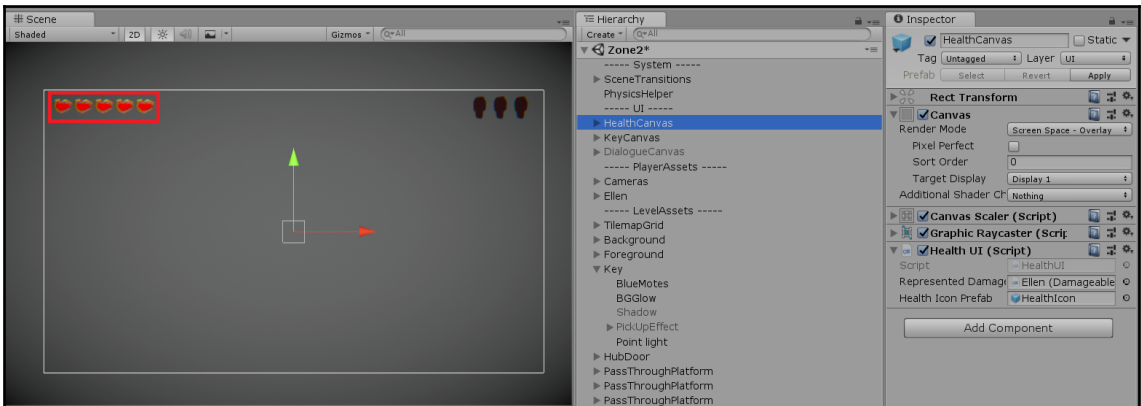 Scene
Shaded 2D Gizmos Q▾All
Hierarchy
Create Q▾All
Zone2*
----- System -----
SceneTransitions
PhysicsHelper
----- UI -----
HealthCanvas
KeyCanvas
DialogueCanvas
----- PlayerAssets -----
Cameras
Ellen
----- LevelAssets -----
TilemapGrid
Background
Foreground
Key
BlueMotes
BGGlow
Shadow
PickUpEffect
Point light
HubDoor
PassThroughPlatform
PassThroughPlatform
PassThroughPlatform
Inspector
HealthCanvas Static
Tag Untagged Layer UI
Prefab Select Revert Apply
Rect Transform
Canvas
Render Mode Screen Space - Overlay
Pixel Perfect
Sort Order 0
Target Display Display 1
Additional Shader Ch Nothing
Canvas Scaler (Script)
Graphic Raycaster (Scrip
Health UI (Script)
Script HealthUI
Represented Damage Ellen (Damageable
Health Icon Prefab HealthIcon
Add Component